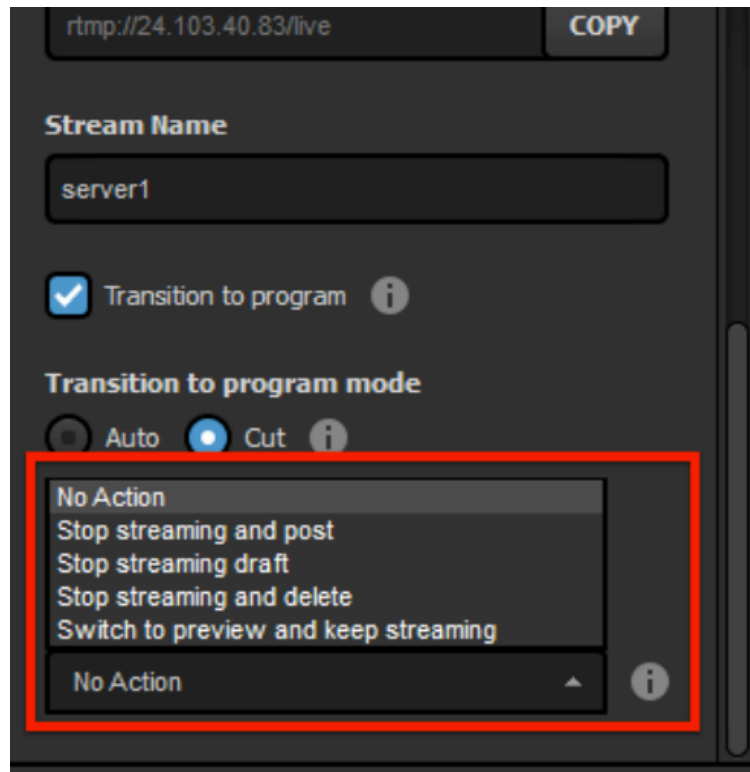 rtmp://24.103.40.83/live
COPY
Stream Name
server1
Transition to program
Transition to program mode
Auto Cut
No Action
Stop streaming and post
Stop streaming draft
Stop streaming and delete
Switch to preview and keep streaming
No Action